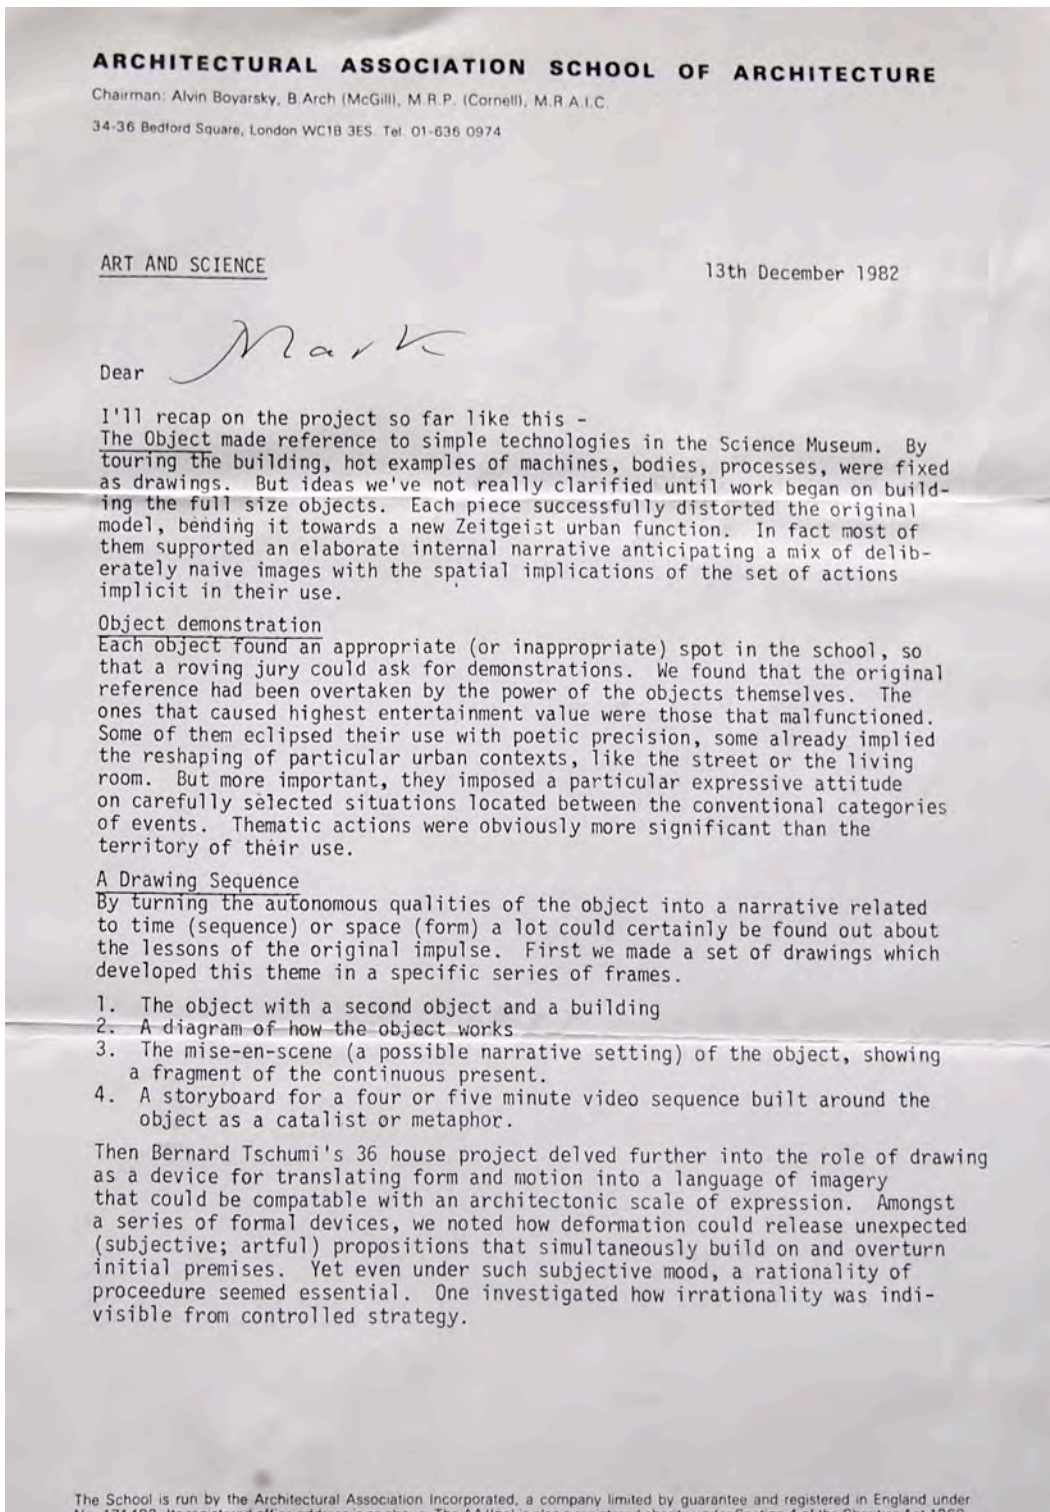 ARCHITECTURAL ASSOCIATION SCHOOL OF ARCHITECTURE
Chairman: Alvin Boyarsky, B.Arch (McGill), M.R.P. (Cornell), M.R.A.I.C.
34-36 Bedford Square, London WC1B 3ES. Tel. 01-636 0974
ART AND SCIENCE
13th December 1982
Dear Mark
I'll recap on the project so far like this -
The Object made reference to simple technologies in the Science Museum. By
touring the building, hot examples of machines, bodies, processes, were fixed
as drawings. But ideas we've not really clarified until work began on build-
ing the full size objects. Each piece successfully distorted the original
model, bending it towards a new Zeitgeist urban function. In fact most of
them supported an elaborate internal narrative anticipating a mix of delib-
erately naive images with the spatial implications of the set of actions
implicit in their use.
Object demonstration
Each object found an appropriate (or inappropriate) spot in the school, so
that a roving jury could ask for demonstrations. We found that the original
reference had been overtaken by the power of the objects themselves. The
ones that caused highest entertainment value were those that malfunctioned.
Some of them eclipsed their use with poetic precision, some already implied
the reshaping of particular urban contexts, like the street or the living
room. But more important, they imposed a particular expressive attitude
on carefully selected situations located between the conventional categories
of events. Thematic actions were obviously more significant than the
territory of their use.
A Drawing Sequence
By turning the autonomous qualities of the object into a narrative related
to time (sequence) or space (form) a lot could certainly be found out about
the lessons of the original impulse. First we made a set of drawings which
developed this theme in a specific series of frames.
1. The object with a second object and a building
2. A diagram of how the object works
3. The mise-en-scene (a possible narrative setting) of the object, showing
a fragment of the continuous present.
4. A storyboard for a four or five minute video sequence built around the
object as a catalist or metaphor.
Then Bernard Tschumi's 36 house project delved further into the role of drawing
as a device for translating form and motion into a language of imagery
that could be compatable with an architectonic scale of expression. Amongst
a series of formal devices, we noted how deformation could release unexpected
(subjective; artful) propositions that simultaneously build on and overturn
initial premises. Yet even under such subjective mood, a rationality of
proceedure seemed essential. One investigated how irrationality was indi-
visible from controlled strategy.
The School is run by the Architectural Association Incorporated, a company limited by guarantee and registered in England under